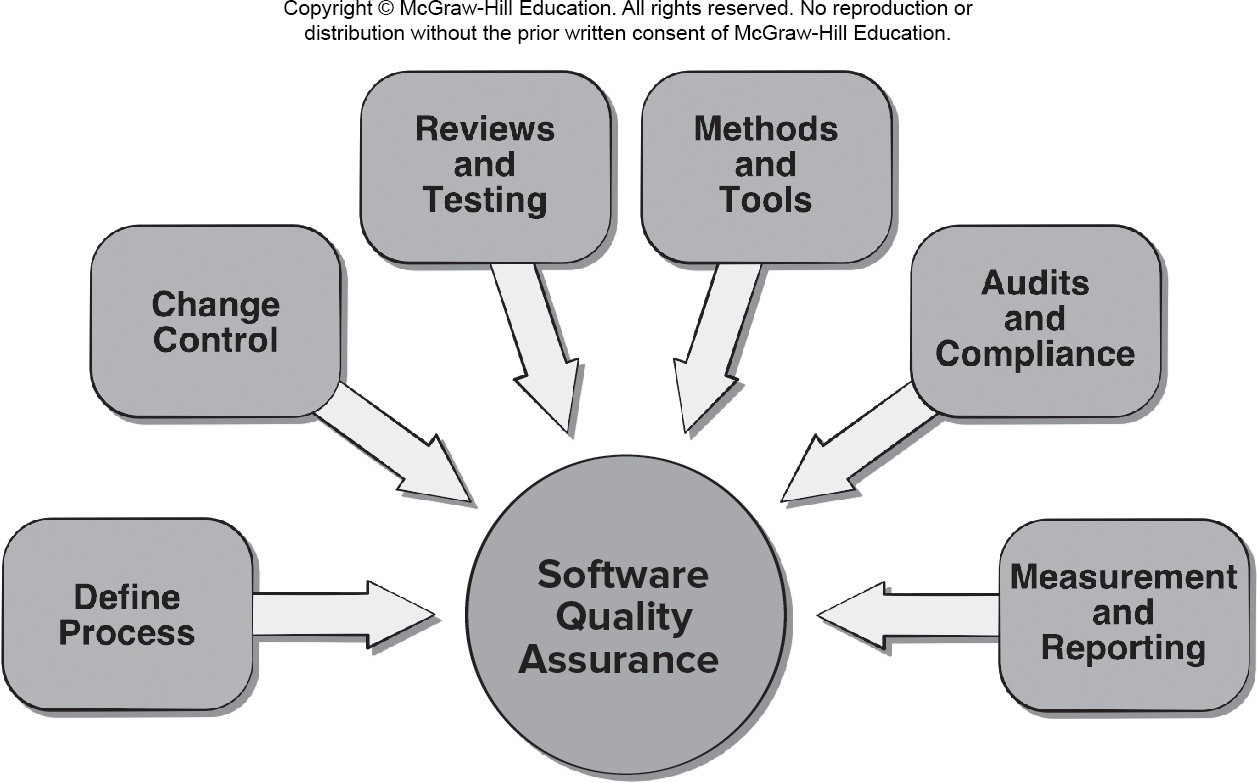 Copyright © McGraw-Hill Education. All rights reserved. No reproduction or
distribution without the prior written consent of McGraw-Hill Education.
Reviews
and
Testing
Methods
and
Tools
Change
Control
Audits
and
Compliance
Define
Process
Software
Quality
Assurance
Measurement
and
Reporting